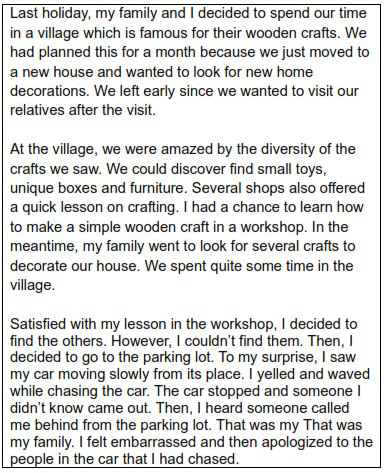 Last holiday, my family and I decided to spend our time
in a village which is famous for their wooden crafts. We
had planned this for a month because we just moved to
a new house and wanted to look for new home
decorations. We left early since we wanted to visit our
relatives after the visit.

At the village, we were amazed by the diversity of the
crafts we saw. We could discover find small toys,
unique boxes and furniture. Several shops also offered
a quick lesson on crafting. I had a chance to learn how
to make a simple wooden craft in a workshop. In the
meantime, my family went to look for several crafts to
decorate our house. We spent quite some time in the
village.

Satisfied with my lesson in the workshop, I decided to
find the others. However, I couldn't find them. Then, I
decided to go to the parking lot. To my surprise, I saw
my car moving slowly from its place. I yelled and waved
while chasing the car. The car stopped and someone I
didn't know came out. Then, I heard someone called
me behind from the parking lot. That was my That was
my family. I felt embarrassed and then apologized to the
people in the car that I had chased.